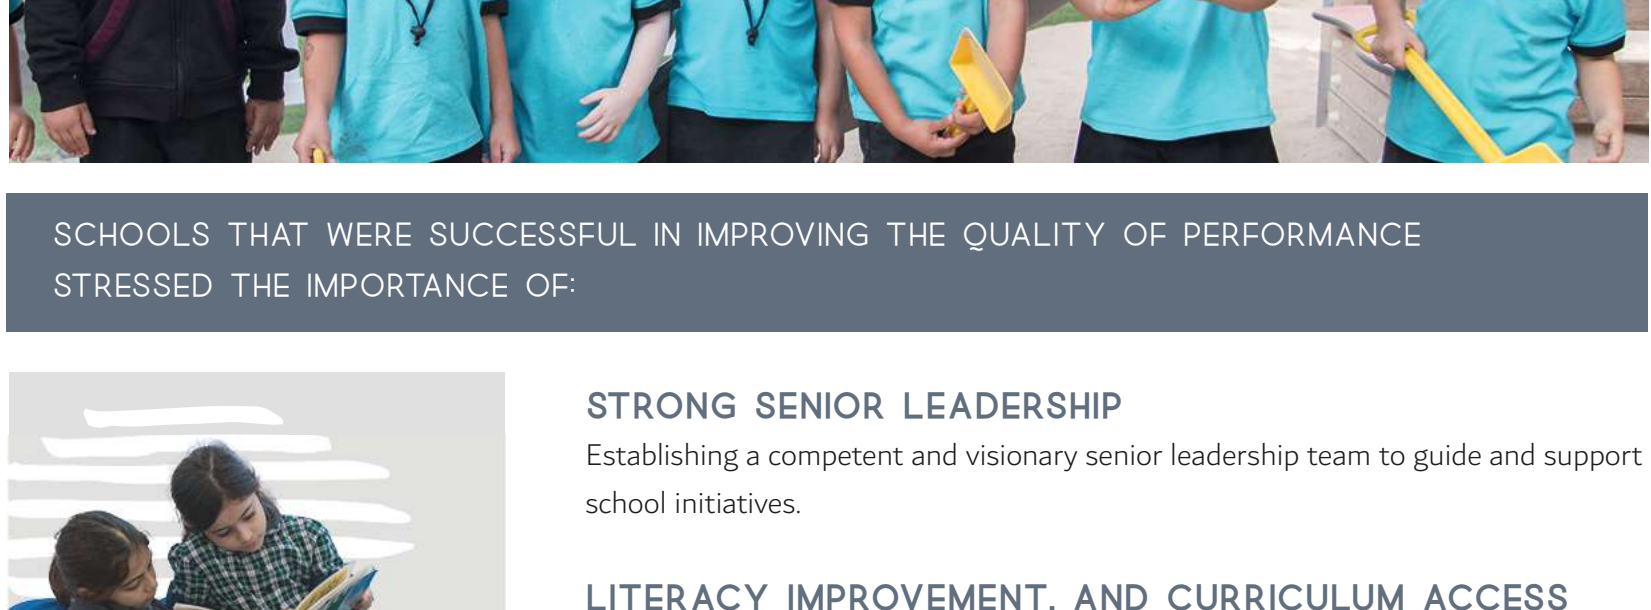 SCHOOLS THAT WERE SUCCESSFUL IN IMPROVING THE QUALITY OF PERFORMANCE
STRESSED THE IMPORTANCE OF:
STRONG SENIOR LEADERSHIP
Establishing a competent and visionary senior leadership team to guide and support
school initiatives.
LITERACY IMPROVEMENT, AND CURRICULUM ACCESS